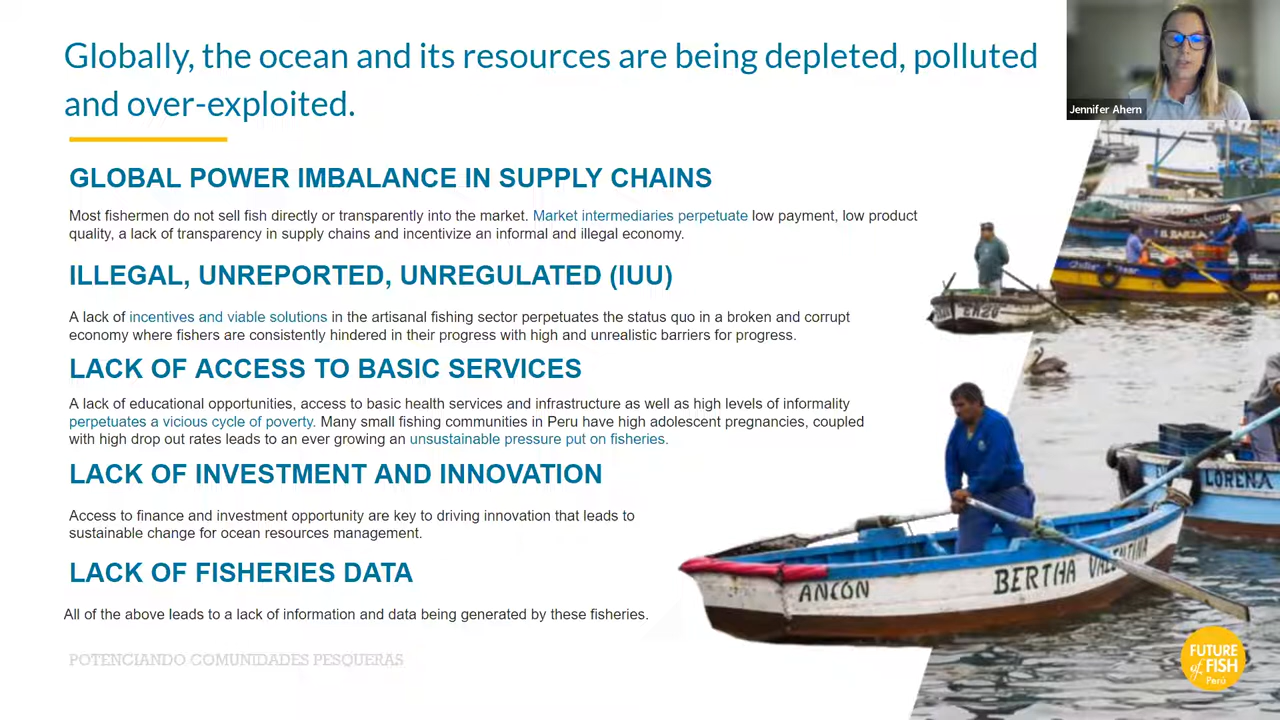 Globally, the ocean and its resources are being depleted, polluted
and over-exploited.
Jennifer Ahern
GLOBAL POWER IMBALANCE IN SUPPLY CHAINS
Most fishermen do not sell fish directly or transparently into the market. Market intermediaries perpetuate low payment, low product
quality, a lack of transparency in supply chains and incentivize an informal and illegal economy.
ILLEGAL, UNREPORTED, UNREGULATED (IUU)
A lack of incentives and viable solutions in the artisanal fishing sector perpetuates the status quo in a broken and corrupt
economy where fishers are consistently hindered in their progress with high and unrealistic barriers for progress.
LACK OF ACCESS TO BASIC SERVICES
A lack of educational opportunities, access to basic health services and infrastructure as well as high levels of informality
perpetuates a vicious cycle of poverty. Many small fishing communities in Peru have high adolescent pregnancies, coupled
with high drop out rates leads to an ever growing an unsustainable pressure put on fisheries.
LACK OF INVESTMENT AND INNOVATION
Access to finance and investment opportunity are key to driving innovation that leads to
sustainable change for ocean resources management.
LACK OF FISHERIES DATA
All of the above leads to a lack of information and data being generated by these fisheries.
POTENCIANDO COMUNIDADES PESQUERAS
LORENA
ANCON
BERTHA VALENTINA
FUTURE
of FISH
Perú